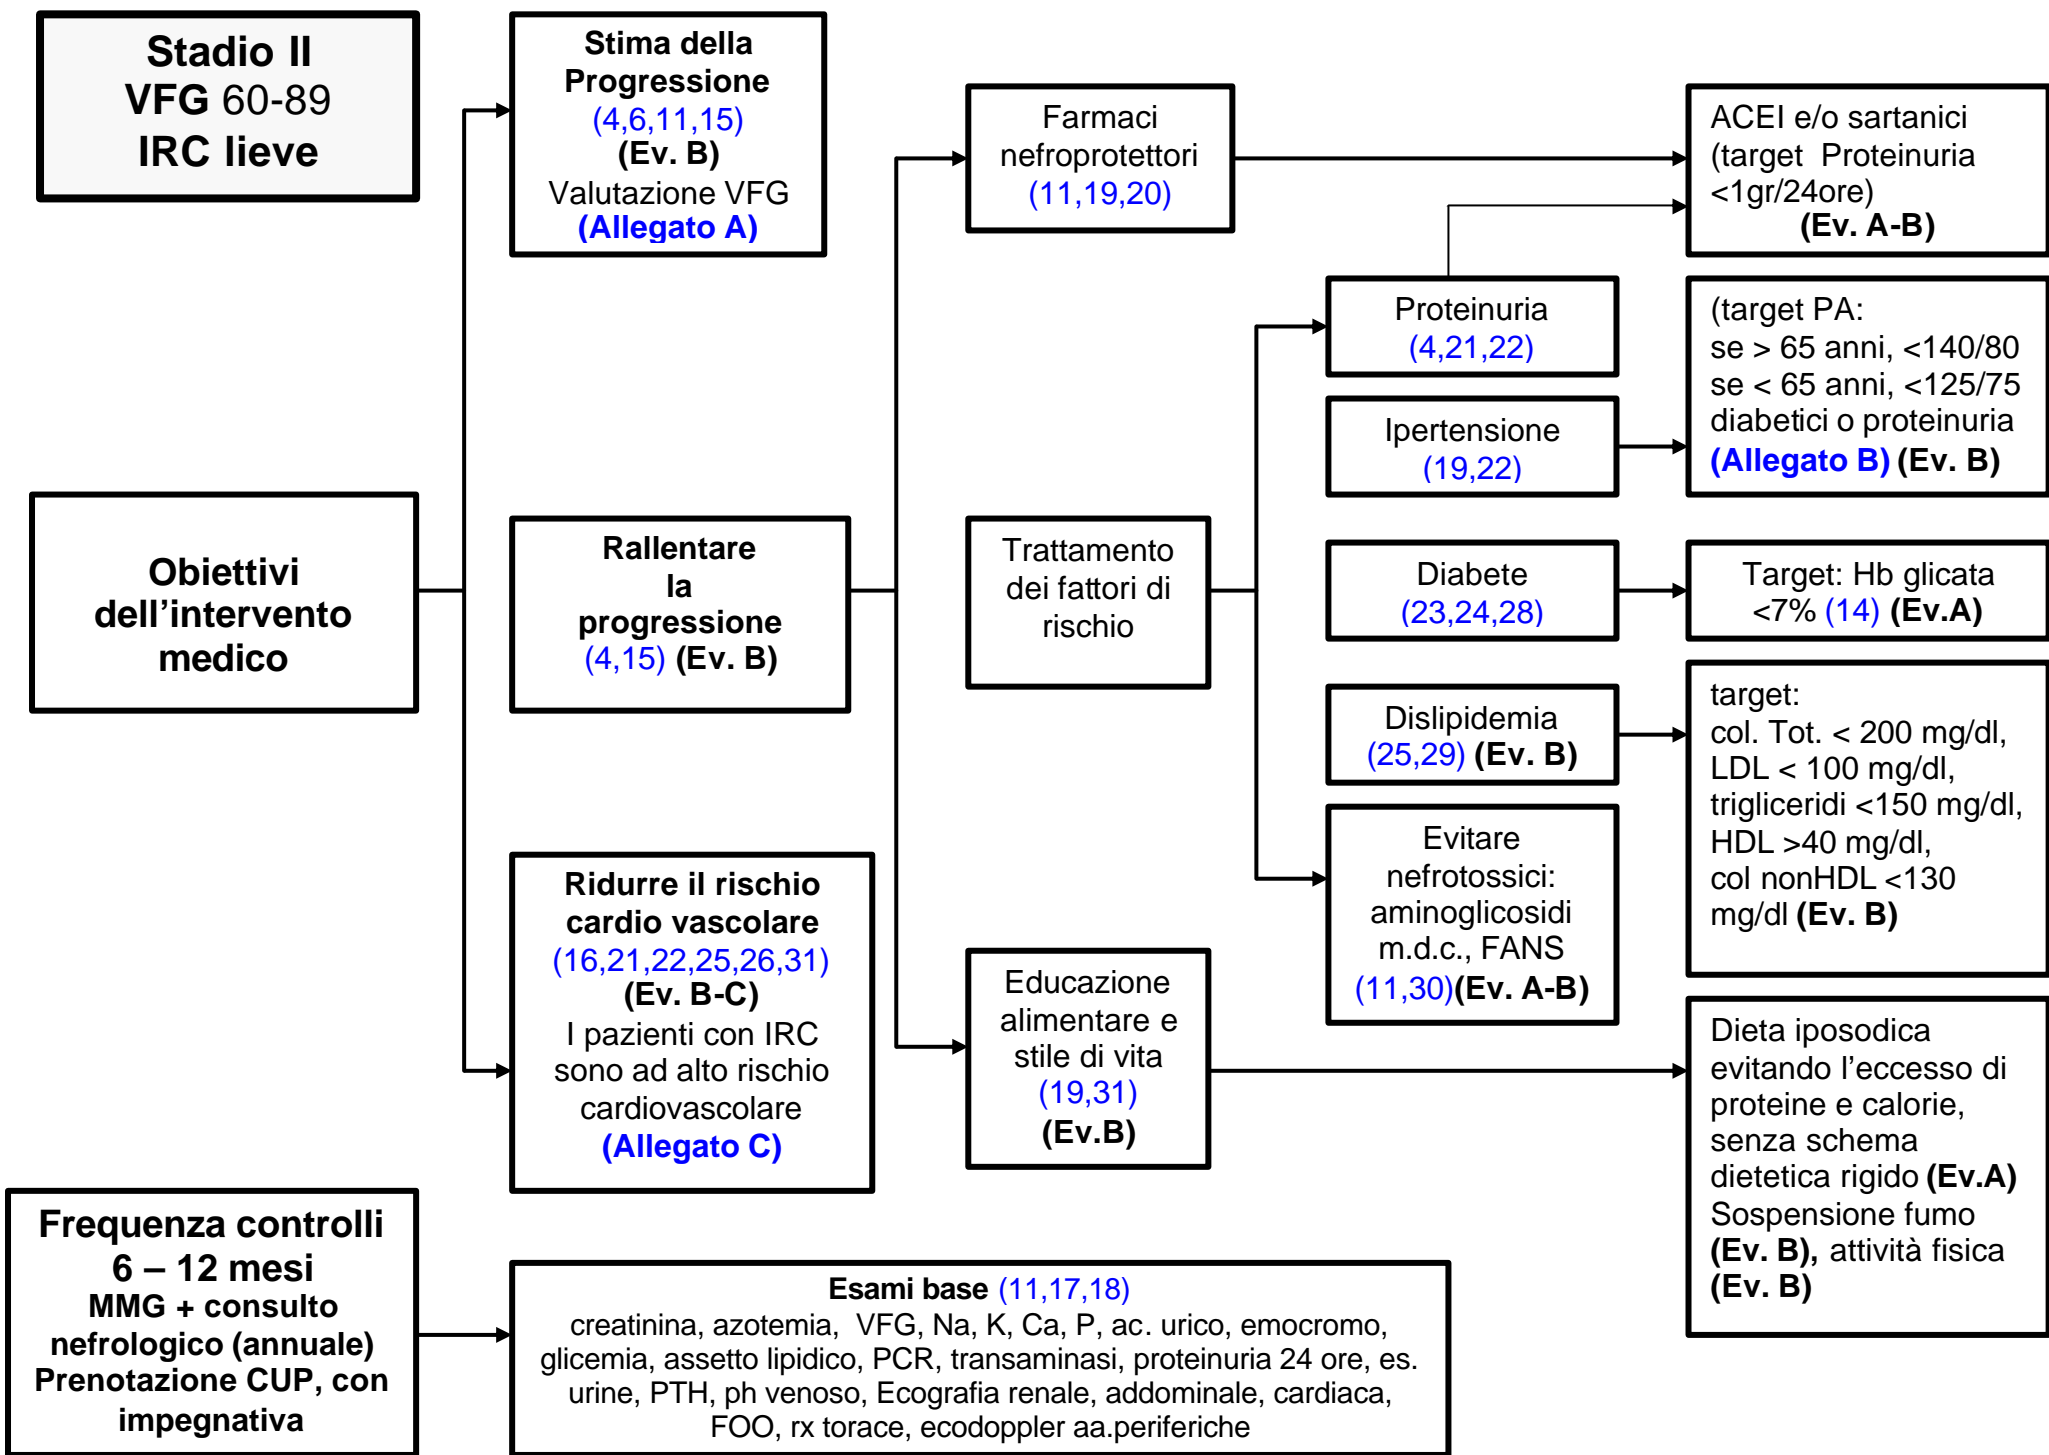 Stadio II
VFG 60-89
IRC lieve
Stima della
Progressione
(4,6,11,15)
(Ev. B)
Valutazione VFG
(Allegato A)
Farmaci
nefroprotettori
(11,19,20)
ACEI e/o sartanici
(target Proteinuria
<1gr/24ore)
(Ev. A-B)
Proteinuria
(4,21,22)
(target PA:
se > 65 anni, <140/80
se < 65 anni, <125/75
diabetici o proteinuria
(Allegato B) (Ev. B)
Ipertensione
(19,22)
Obiettivi
dell’intervento
medico
Rallentare
la
progressione
(4,15) (Ev. B)
Trattamento
dei fattori di
rischio
Diabete
(23,24,28)
Target: Hb glicata
<7% (14) (Ev.A)
Dislipidemia
(25,29) (Ev. B)
target:
col. Tot. < 200 mg/dl,
LDL < 100 mg/dl,
trigliceridi <150 mg/dl,
HDL >40 mg/dl,
col nonHDL <130
mg/dl (Ev. B)
Evitare
nefrotossici:
aminoglicosidi
m.d.c., FANS
(11,30)(Ev. A-B)
Ridurre il rischio
cardio vascolare
(16,21,22,25,26,31)
(Ev. B-C)
I pazienti con IRC
sono ad alto rischio
cardiovascolare
(Allegato C)
Educazione
alimentare e
stile di vita
(19,31)
(Ev.B)
Dieta iposodica
evitando l’eccesso di
proteine e calorie,
senza schema
dietetica rigido (Ev.A)
Sospensione fumo
(Ev. B), attività fisica
(Ev. B)
Frequenza controlli
6 – 12 mesi
MMG + consulto
nefrologico (annuale)
Prenotazione CUP, con
impegnativa
Esami base (11,17,18)
creatinina, azotemia, VFG, Na, K, Ca, P, ac. urico, emocromo,
glicemia, assetto lipidico, PCR, transaminasi, proteinuria 24 ore, es.
urine, PTH, ph venoso, Ecografia renale, addominale, cardiaca,
FOO, rx torace, ecodoppler aa.periferiche